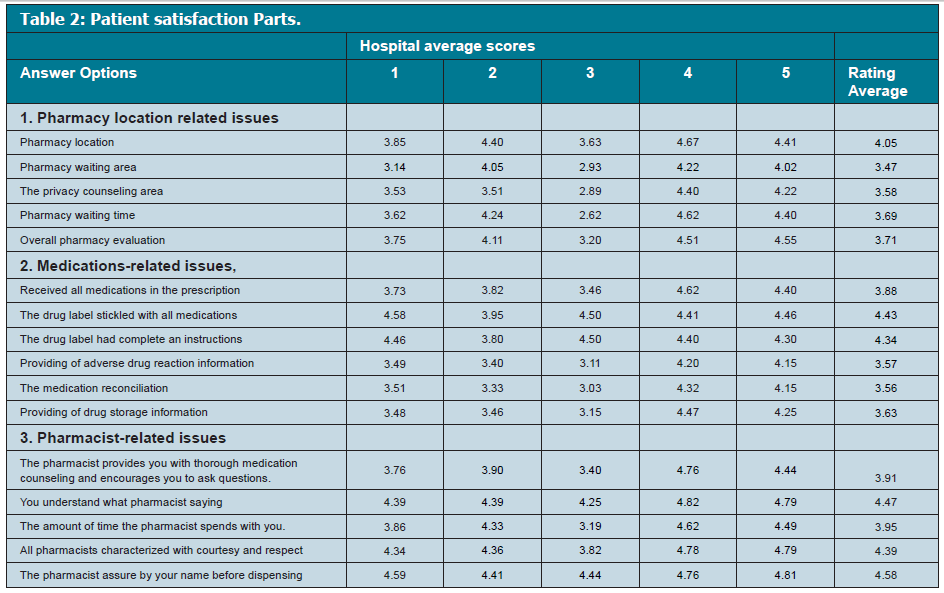 Table 2: Patient satisfaction Parts.
Hospital average scores
Answer Options 1 2 3 4 5 Rating
Average
1. Pharmacy location related issues
Pharmacy location 3.85 4.40 3.63 4.67 4.41 4.05
Pharmacy waiting area 3.14 4.05 2.93 4.22 4.02 3.47
The privacy counseling area 3.53 3.51 2.89 4.40 4.22 3.58
Pharmacy waiting time 3.62 4.24 2.62 4.62 4.40 3.69
Overall pharmacy evaluation 3.75 4.11 3.20 4.51 4.55 3.71
2. Medications-related issues,
Received all medications in the prescription 3.73 3.82 3.46 4.62 4.40 3.88
The drug label stickled with all medications 4.58 3.95 4.50 4.41 4.46 4.43
The drug label had complete an instructions 4.46 3.80 4.50 4.40 4.30 4.34
Providing of adverse drug reaction information 3.49 3.40 3.11 4.20 4.15 3.57
The medication reconciliation 3.51 3.33 3.03 4.32 4.15 3.56
Providing of drug storage information 3.48 3.46 3.15 4.47 4.25 3.63
3. Pharmacist-related issues
The pharmacist provides you with thorough medication
counseling and encourages you to ask questions. 3.76 3.90 3.40 4.76 4.44 3.91
You understand what pharmacist saying 4.39 4.39 4.25 4.82 4.79 4.47
The amount of time the pharmacist spends with you. 3.86 4.33 3.19 4.62 4.49 3.95
All pharmacists characterized with courtesy and respect 4.34 4.36 3.82 4.78 4.79 4.39
The pharmacist assure by your name before dispensing 4.59 4.41 4.44 4.76 4.81 4.58